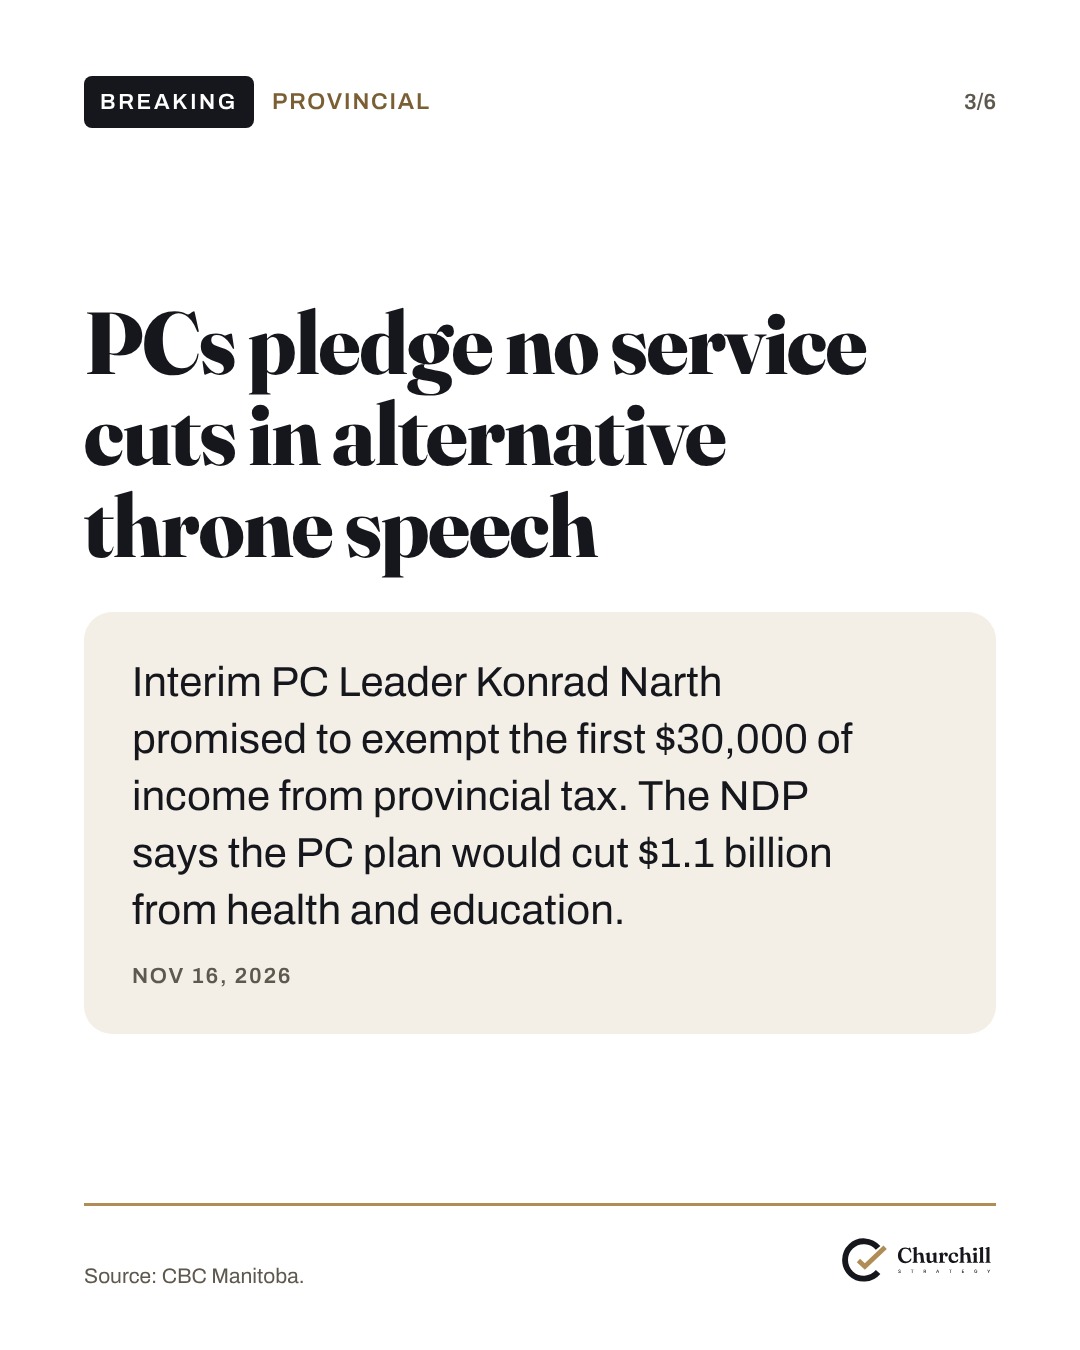 BREAKING PROVINCIAL 3/6
PCs pledge no service
cuts in alternative
throne speech
Interim PC Leader Konrad Narth
promised to exempt the first $30,000 of
income from provincial tax. The NDP
says the PC plan would cut $1.1 billion
from health and education.
NOV 16, 2026
Source: CBC Manitoba.
Churchill
STRATEGY